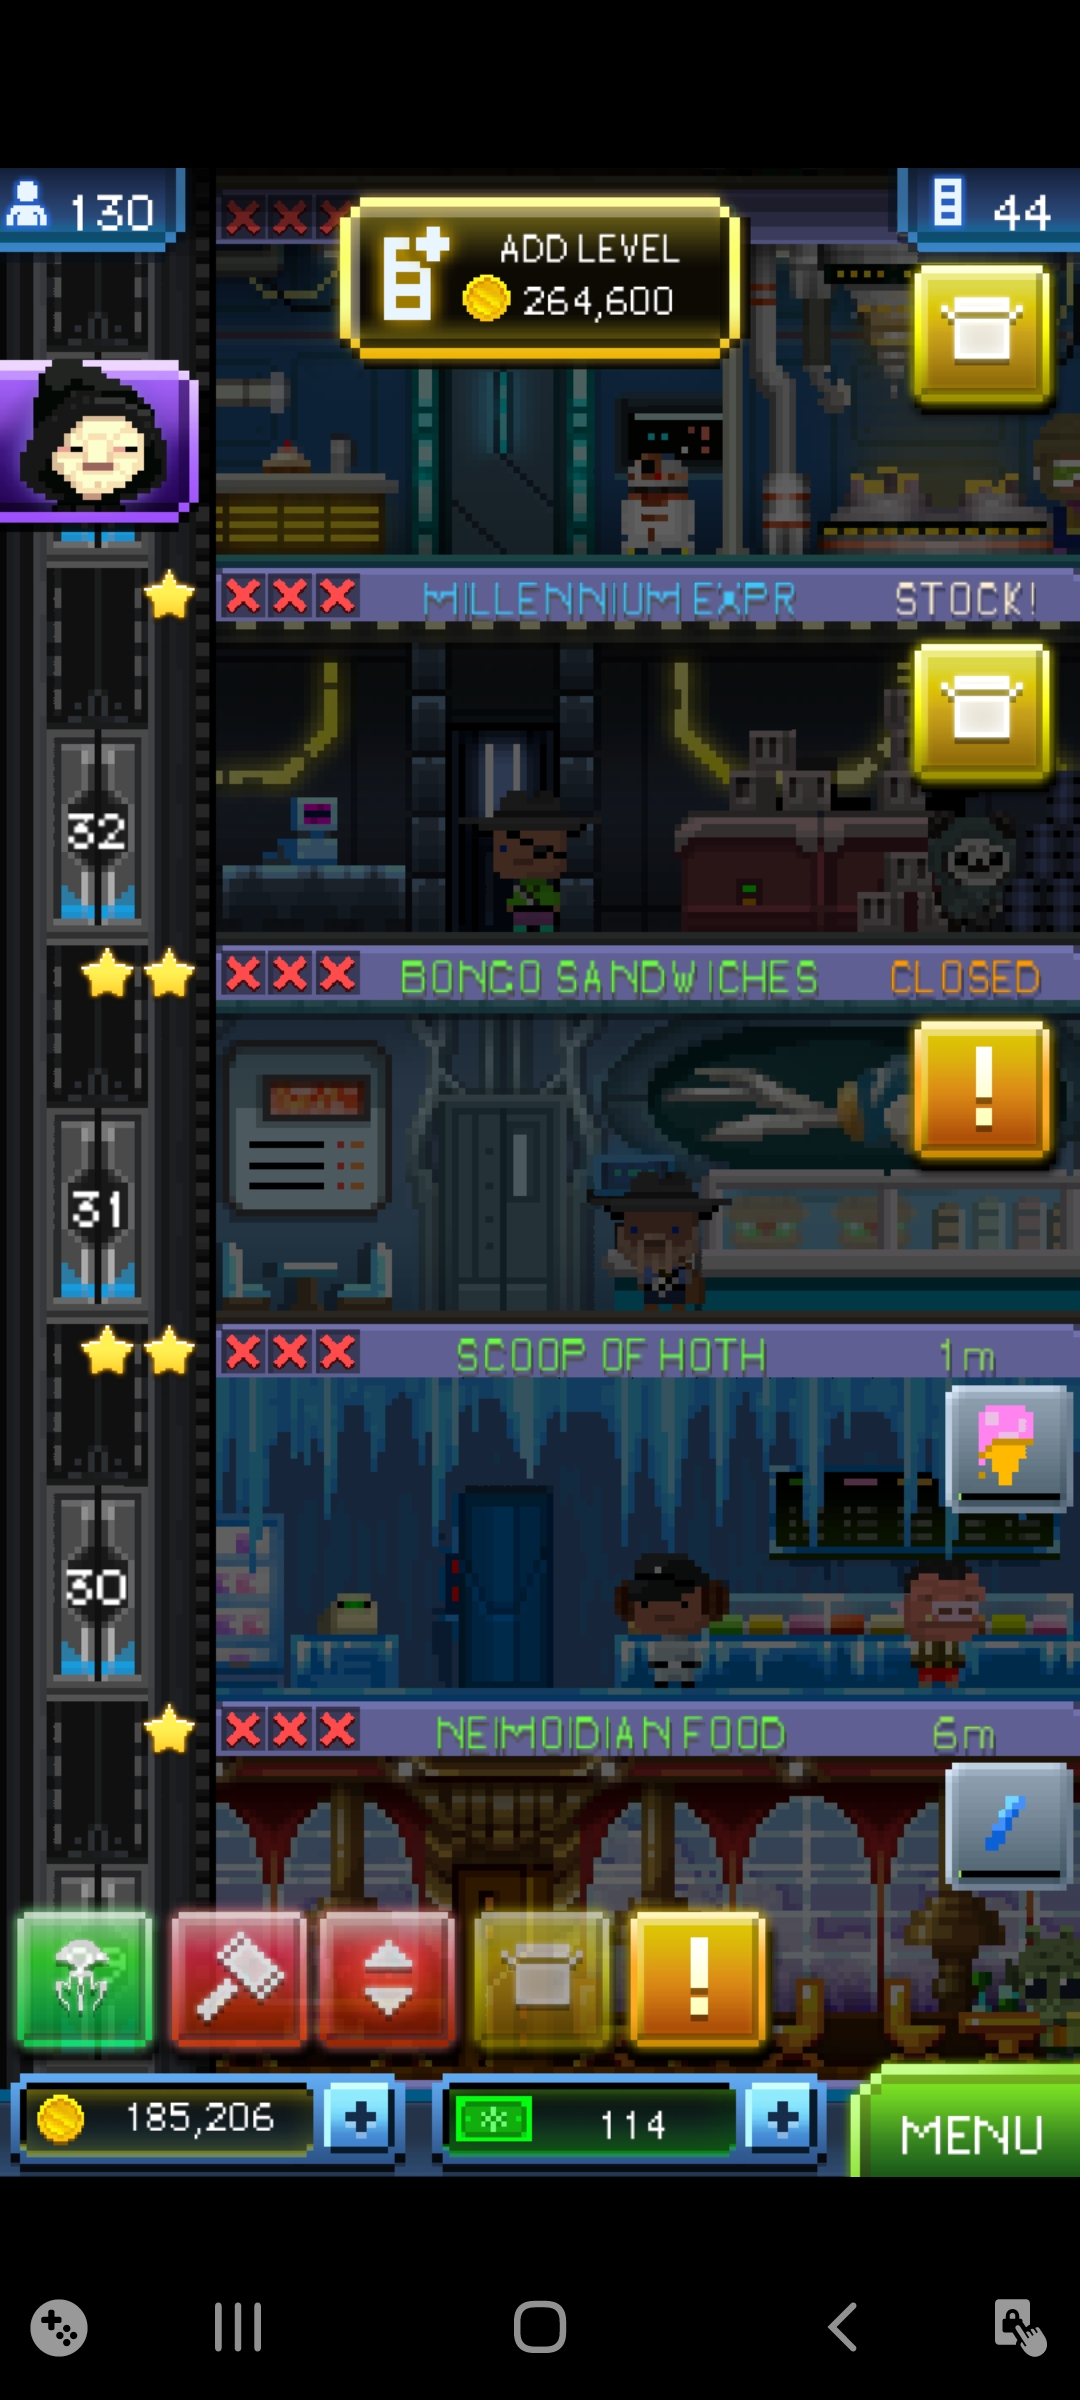 130
44
ADD LEVEL
264,600
MILLENNIUM EXPR STOCK!
32
BONGO SANDWICHES CLOSED
31
SCOOP OF HOTH 1m
30
NEIMOIDIAN FOOD 6m
185,206
114
MENU